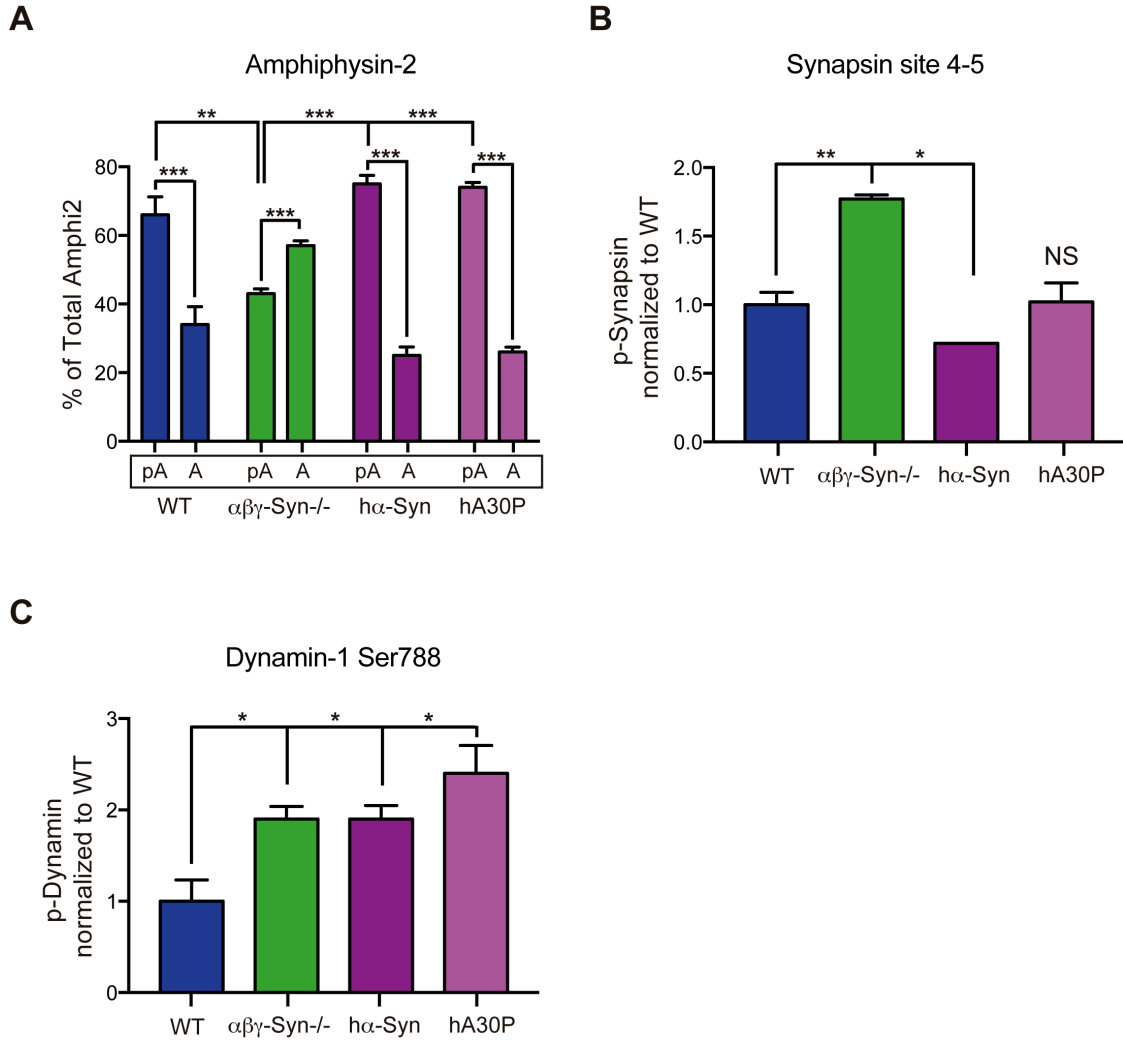 A
Amphiphysin-2
** *** ***
*** *** *** ***
% of Total Amphi2
80
60
40
20
0
pA A pA A pA A pA A
WT αβγ-Syn-/- hα-Syn hA30P
B
Synapsin site 4-5
** *
NS
p-Synapsin
normalized to WT
2.0
1.5
1.0
0.5
0.0
WT αβγ-Syn-/- hα-Syn hA30P
C
Dynamin-1 Ser788
* * *
p-Dynamin
normalized to WT
3
2
1
0
WT αβγ-Syn-/- hα-Syn hA30P